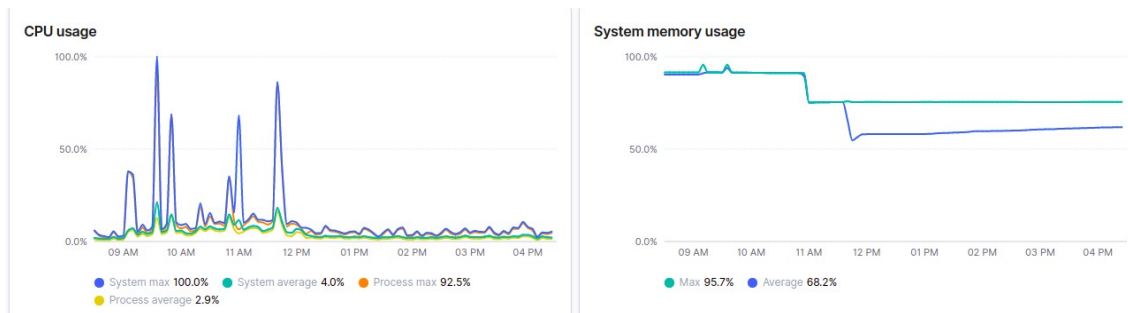 CPU usage
100.0%
50.0%
0.0%
09 AM 10 AM 11 AM 12 PM 01 PM 02 PM 03 PM 04 PM
System max 100.0% System average 4.0% Process max 92.5%
Process average 2.9%
System memory usage
100.0%
50.0%
0.0%
09 AM 10 AM 11 AM 12 PM 01 PM 02 PM 03 PM 04 PM
Max 95.7% Average 68.2%